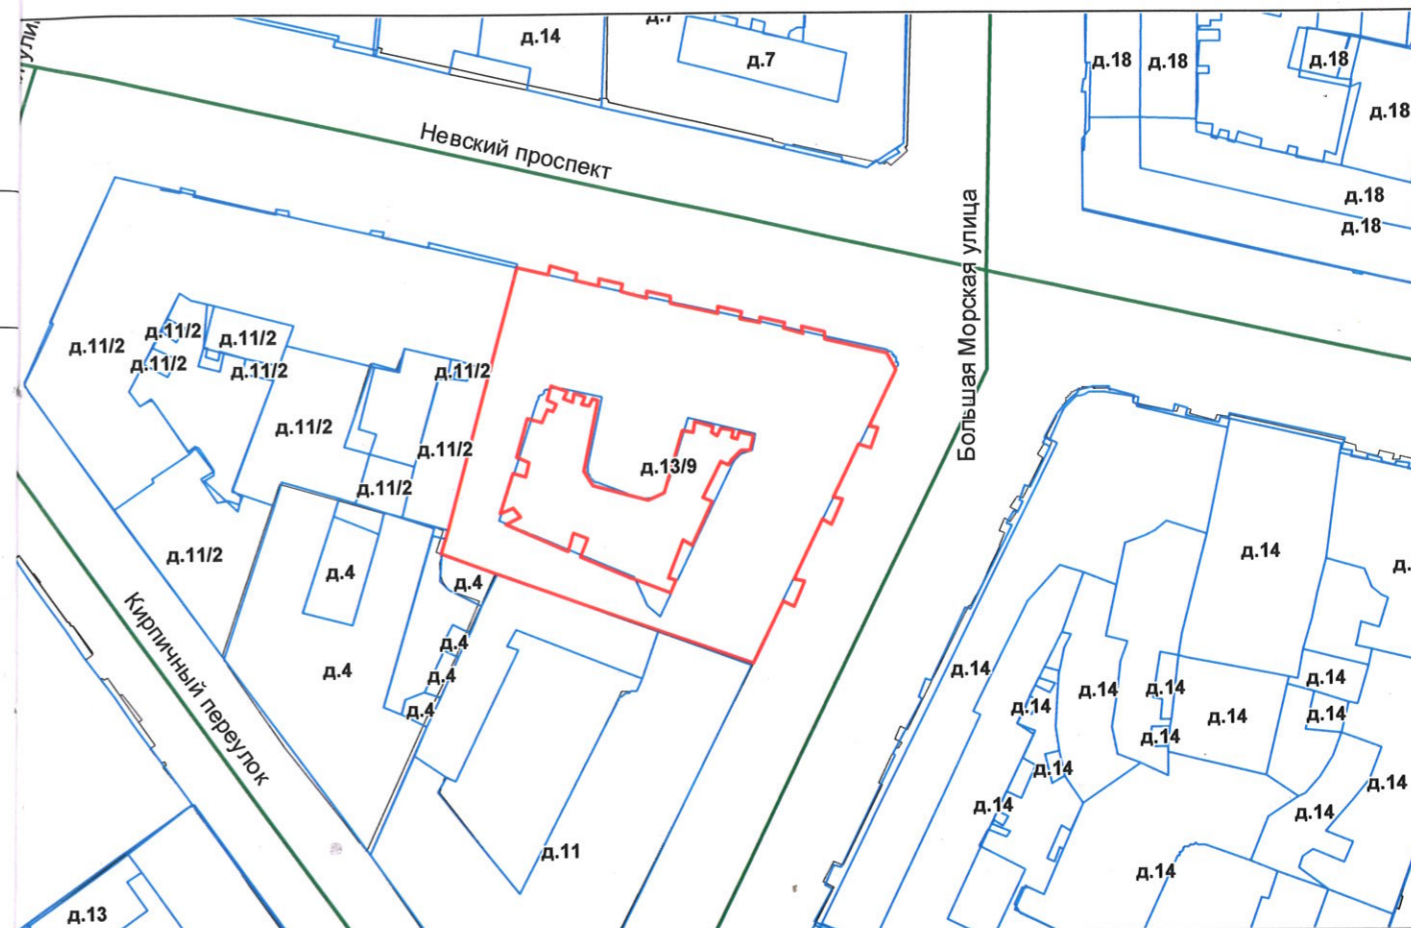 д.14
д.7
д.18
д.18
д.18
д.18
Невский проспект
д.18
д.18
Большая Морская улица
д.11/2
д.11/2
д.11/2
д.11/2
д.11/2
д.11/2
д.11/2
д.11/2
д.13/9
д.11/2
д.11/2
д.14
д.4
д.4
Кирпичный переулок
д.4
д.4
д.4
д.4
д.14
д.14
д.14
д.14
д.14
д.14
д.14
д.14
д.14
д.14
д.14
д.14
д.11
д.14
д.13